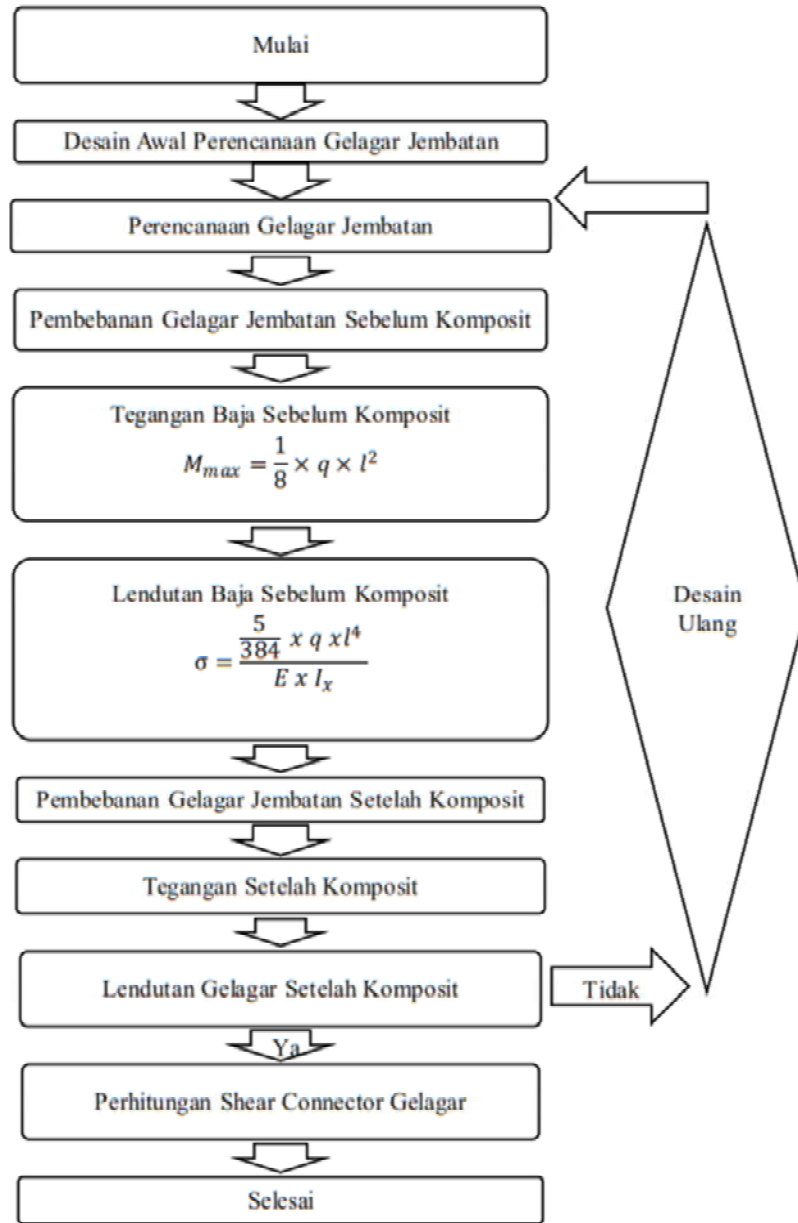 Mulai
Desain Awal Perencanaan Gelagar Jembatan
Perencanaan Gelagar Jembatan
Pembebanan Gelagar Jembatan Sebelum Komposit
Tegangan Baja Sebelum Komposit
M_max = 1/8 × q × l²
Lendutan Baja Sebelum Komposit
σ = (5/384 x q xl⁴)/(E x I_x)
Desain
Ulang
Pembebanan Gelagar Jembatan Setelah Komposit
Tegangan Setelah Komposit
Lendutan Gelagar Setelah Komposit
Tidak
Ya
Perhitungan Shear Connector Gelagar
Selesai